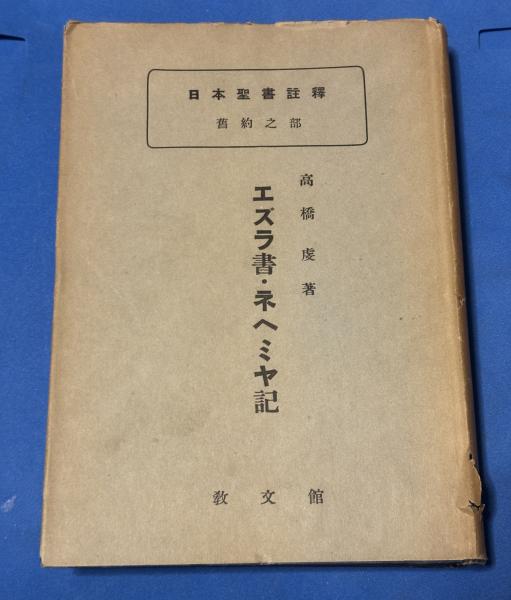 日本聖書註釋
舊約之部
高橋虔著
エズラ書・ネヘミヤ記
敎文館